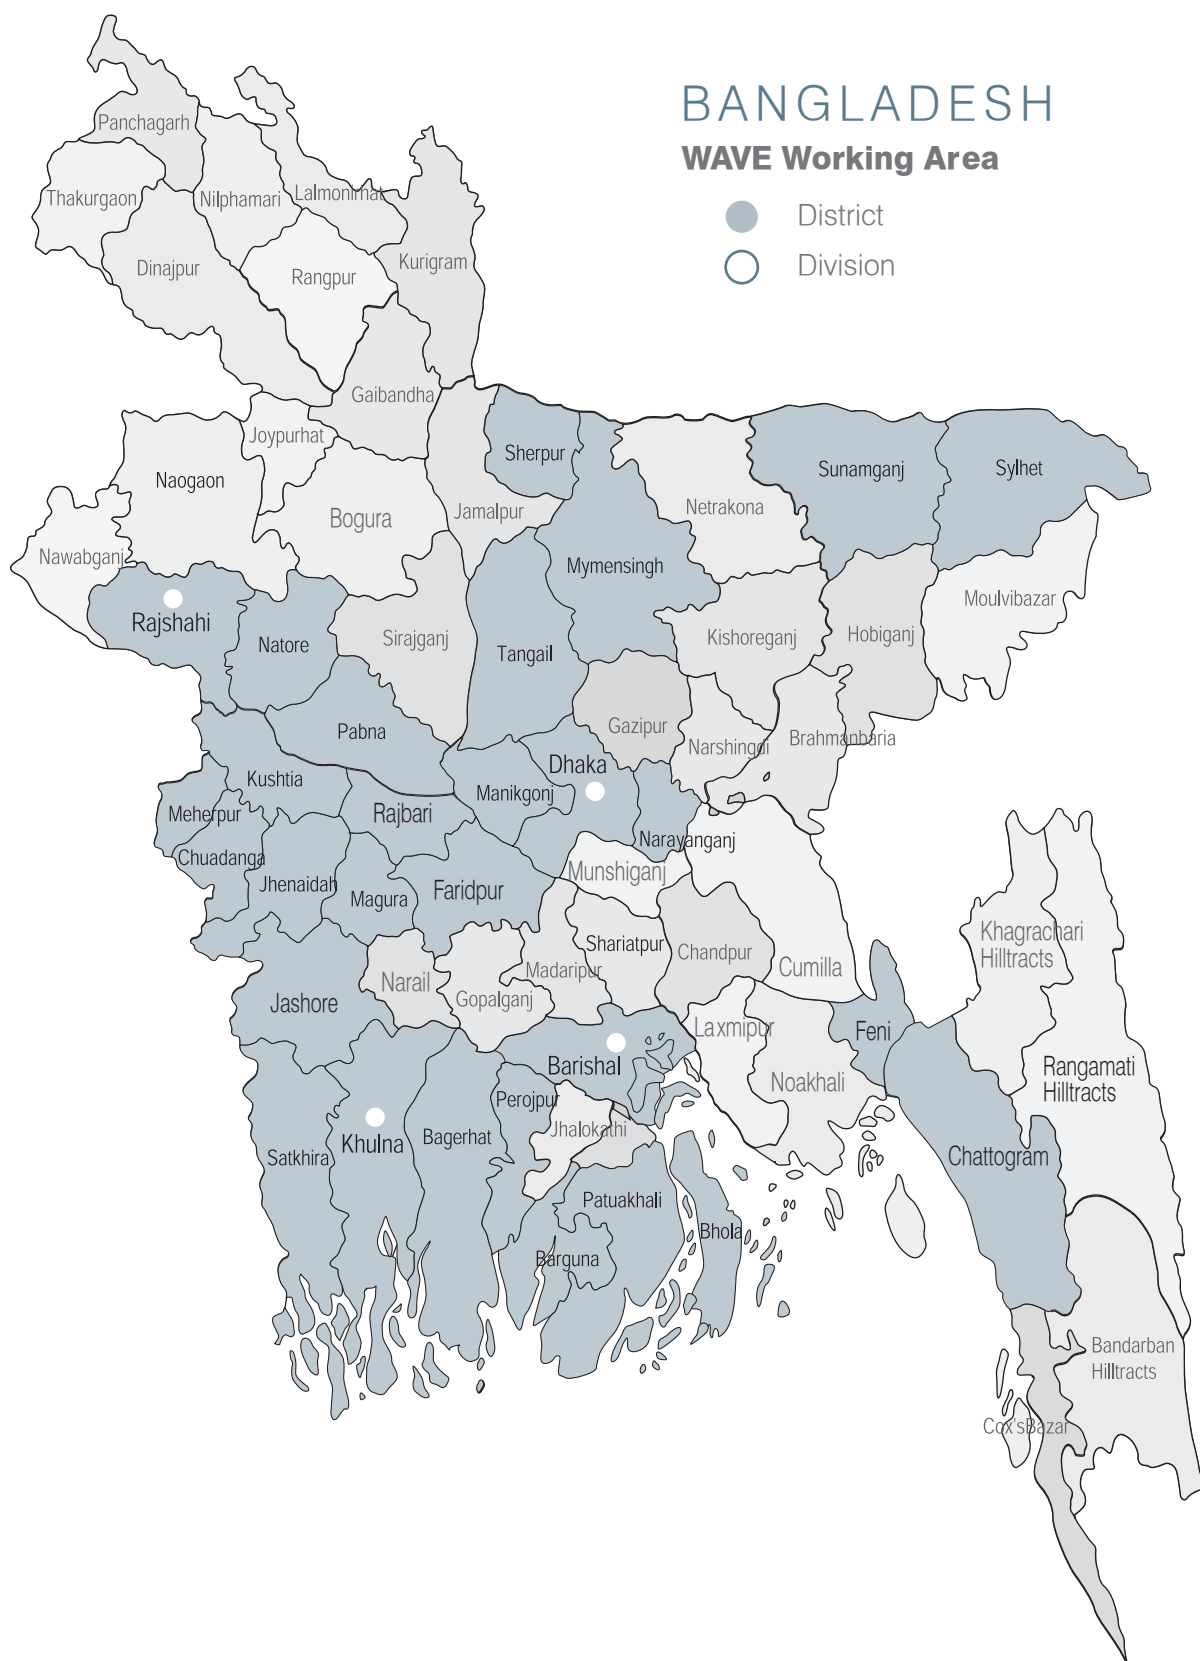 BANGLADESH
WAVE Working Area
District
Division
Panchagarh
Thakurgaon
Nilphamari
Lalmonirhat
Dinajpur
Rangpur
Kurigram
Gaibandha
Joypurhat
Naogaon
Bogura
Jamalpur
Sherpur
Netrakona
Sunamganj
Sylhet
Nawabganj
Mymensingh
Moulvibazar
Rajshahi
Natore
Sirajganj
Tangail
Kishoreganj
Hobiganj
Pabna
Gazipur
Narshingdi
Brahmanbaria
Kushtia
Dhaka
Manikgonj
Meherpur
Rajbari
Narayanganj
Chuadanga
Jhenaidah
Magura
Faridpur
Munshiganj
Shariatpur
Chandpur
Cumilla
Khagrachari
Hilltracts
Narail
Madaripur
Gopalganj
Jashore
Laxmipur
Feni
Barishal
Noakhali
Rangamati
Hilltracts
Perojpur
Jhalokathi
Khulna
Bagerhat
Satkhira
Chattogram
Patuakhali
Bhola
Barguna
Bandarban
Hilltracts
Cox'sBazar